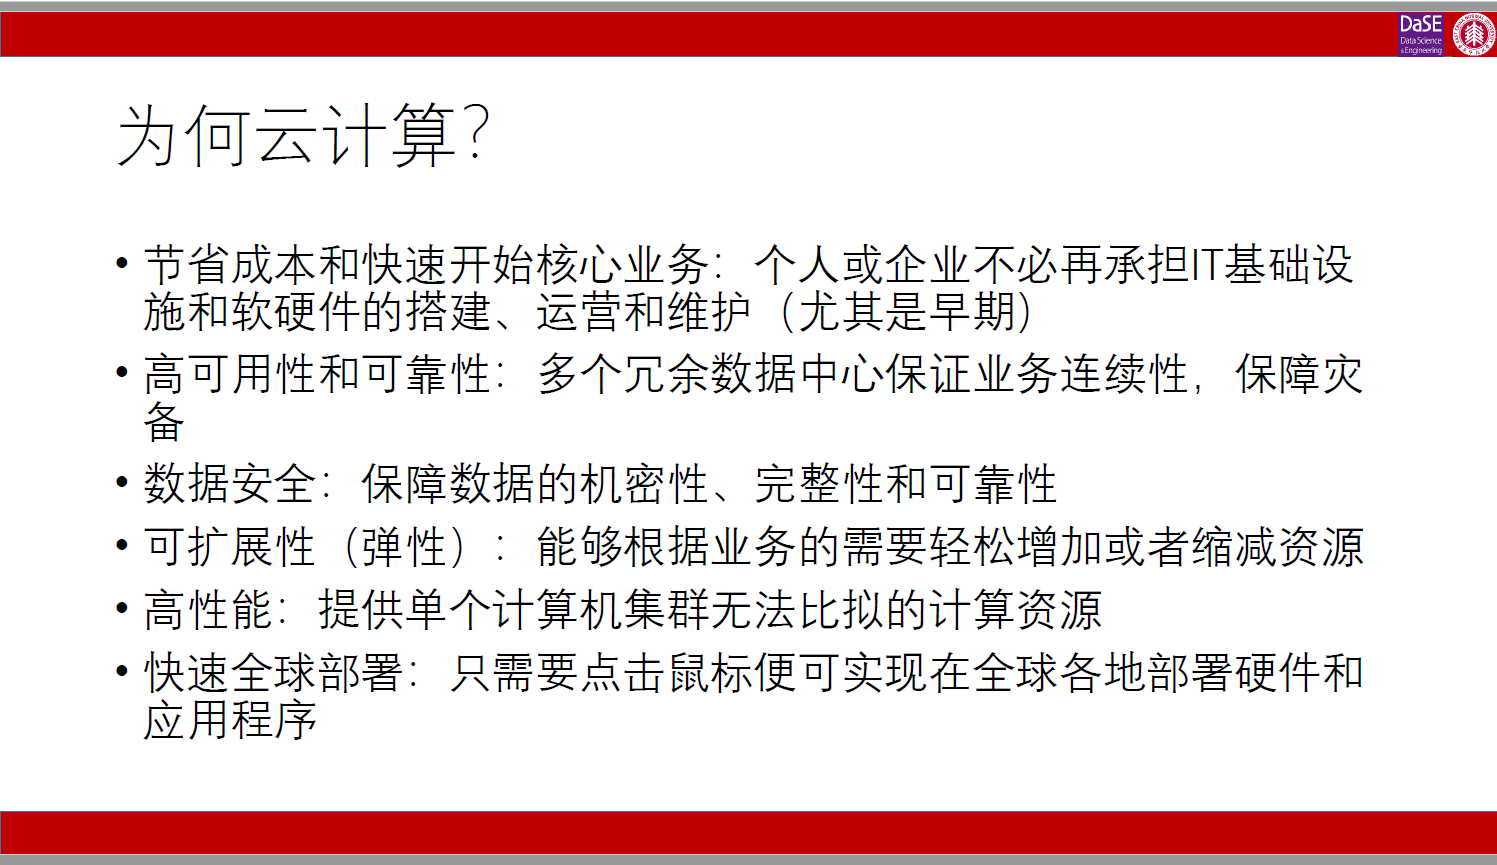 DaSE
Data Science
& Engineering
为何云计算?
• 节省成本和快速开始核心业务：个人或企业不必再承担IT基础设
施和软硬件的搭建、运营和维护（尤其是早期）
• 高可用性和可靠性：多个冗余数据中心保证业务连续性，保障灾
备
• 数据安全：保障数据的机密性、完整性和可靠性
• 可扩展性（弹性）：能够根据业务的需要轻松增加或者缩减资源
• 高性能：提供单个计算机集群无法比拟的计算资源
• 快速全球部署：只需要点击鼠标便可实现在全球各地部署硬件和
应用程序